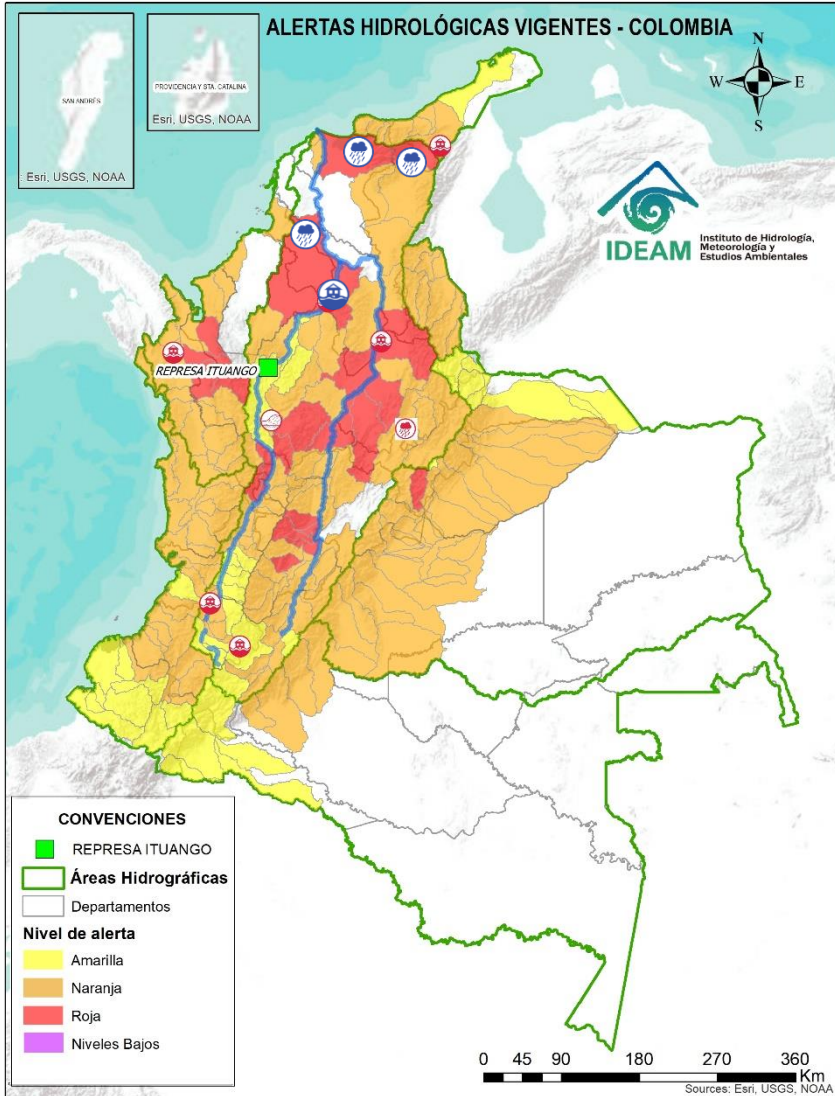 ALERTAS HIDROLÓGICAS VIGENTES - COLOMBIA
SAN ANDRÉS
: Esri, USGS, NOAA
PROVIDENCIA Y STA. CATALINA
Esri, USGS, NOAA
N
W
E
S
IDEAM
Instituto de Hidrología,
Meteorología y
Estudios Ambientales
REPRESA ITUANGO
CONVENCIONES
REPRESA ITUANGO
Áreas Hidrográficas
Departamentos
Nivel de alerta
Amarilla
Naranja
Roja
Niveles Bajos
0 45 90 180 270 360
Km
Sources: Esri, USGS, NOAA